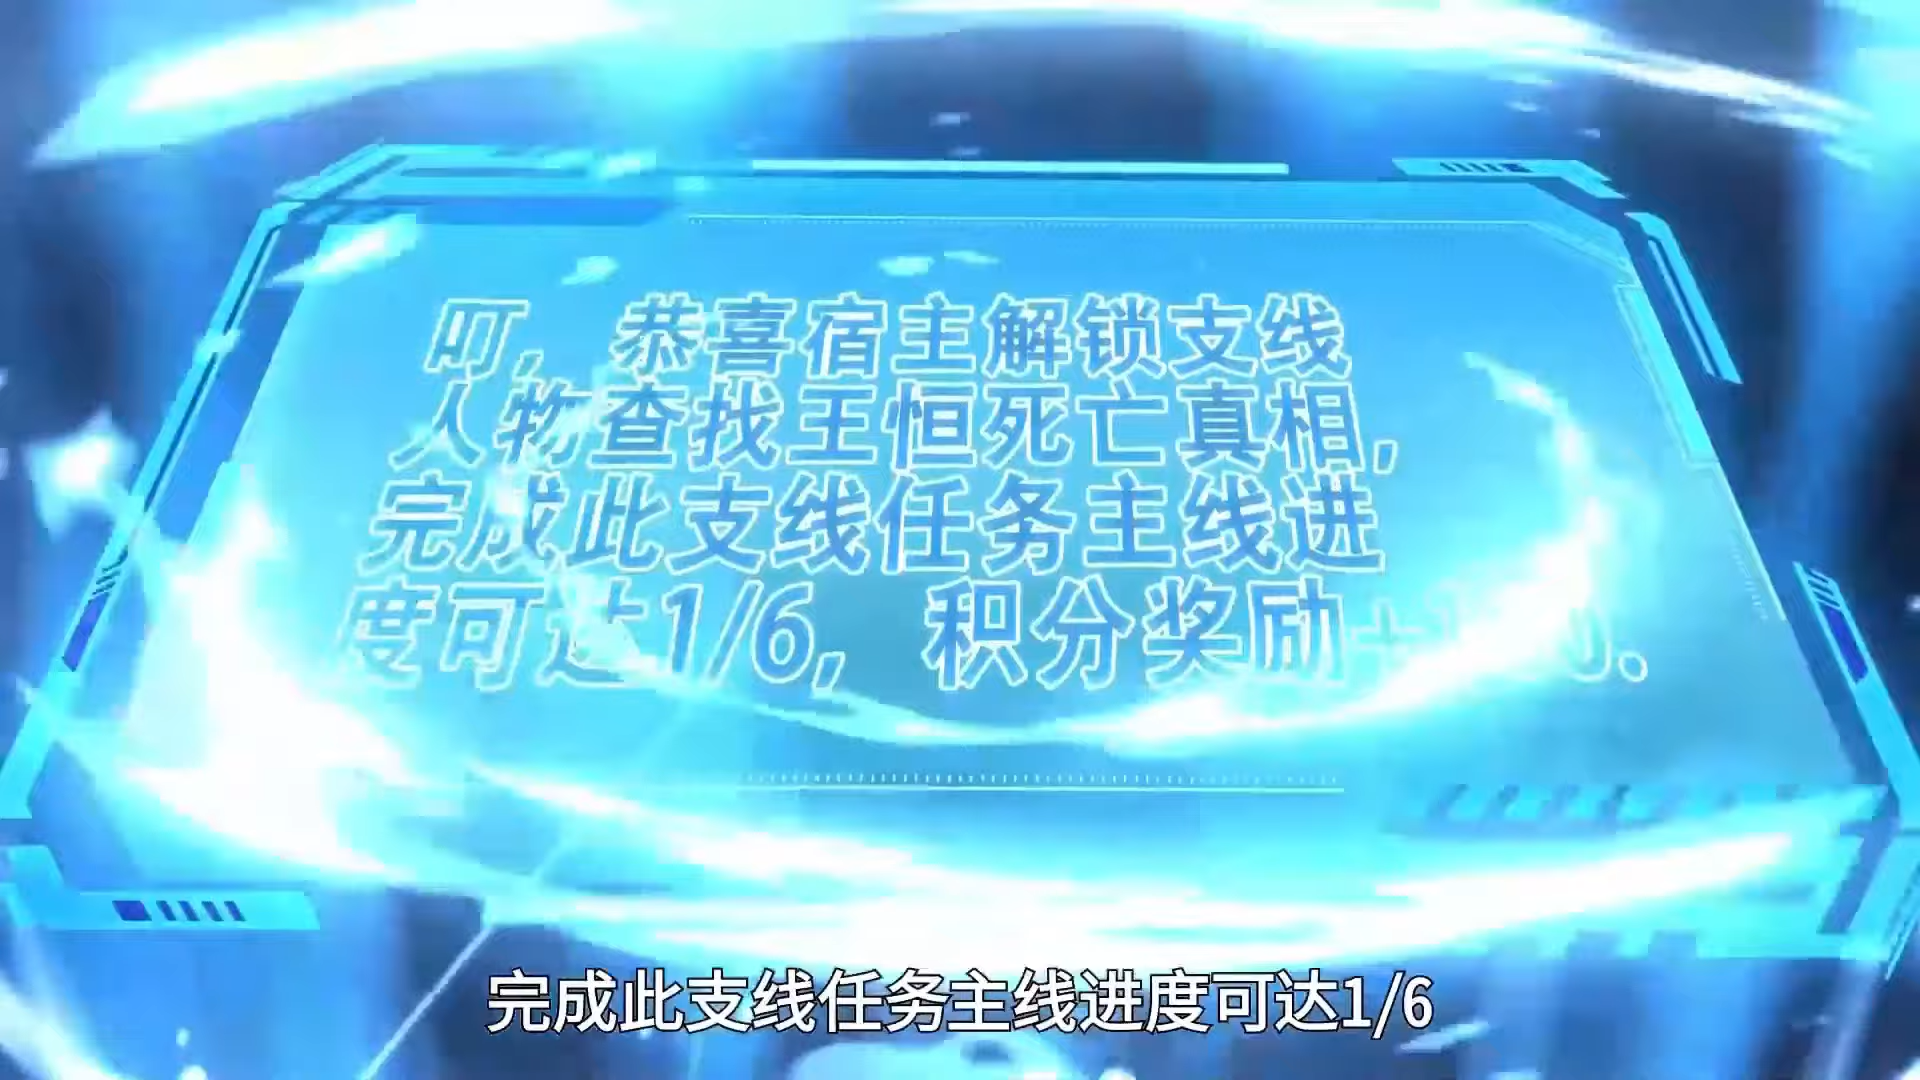 叮，恭喜宿主解锁支线
人物查找王恒死亡真相，
完成此支线任务主线进
度可达1/6，积分奖励
完成此支线任务主线进度可达1/6